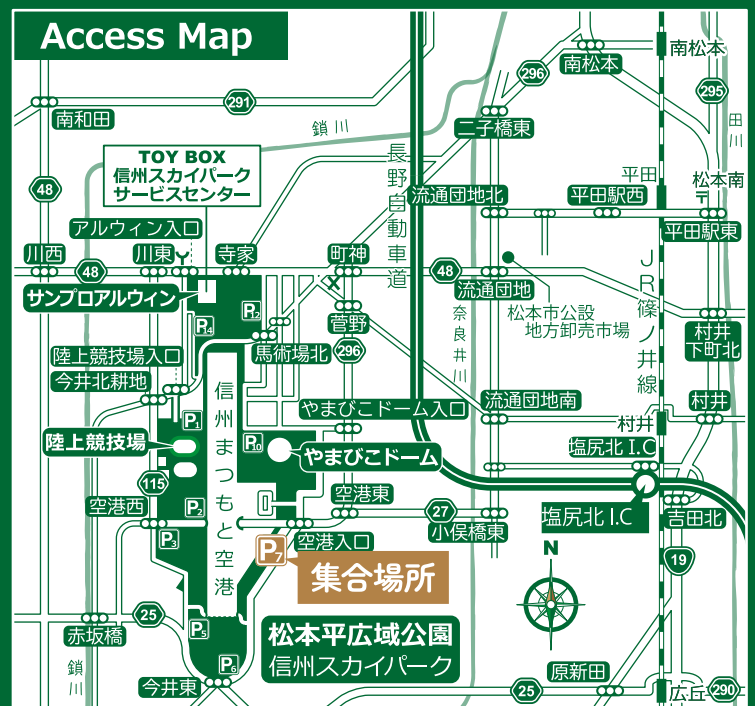 Access Map
南松本
南松本
296
295
291
鎖川
田川
南和田
二子橋東
TOY BOX
信州スカイパーク
サービスセンター
長野自動車道
平田
松本南
48
流通団地北
平田駅西
アルウィン入口
平田駅東
川西
川東
寺家
町神
48
48
流通団地
JR篠ノ井線
サンプロアルウィン
P12
菅野
奈良井川
松本市公設
地方卸売市場
P14
村井
下町北
陸上競技場入口
馬術場北
296
今井北耕地
信州まつもと空港
やまびこドーム入口
流通団地南
村井
P1
村井
陸上競技場
P10
やまびこドーム
塩尻北 I.C
115
空港西
P2
空港東
27
塩尻北 I.C
吉田北
小俣橋東
P3
空港入口
P7
集合場所
N
19
25
P5
赤坂橋
松本平広域公園
信州スカイパーク
鎖川
P6
今井東
原新田
25
広丘
290